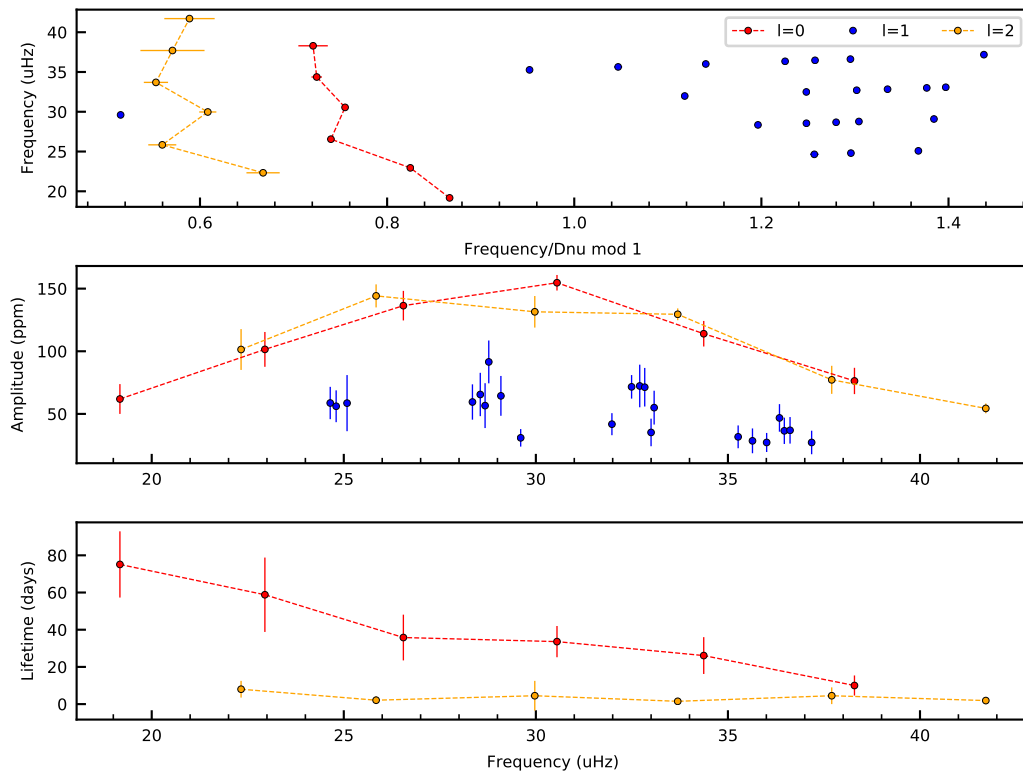 l=0 l=1 l=2
Frequency (uHz)
40
35
30
25
20
0.6 0.8 1.0 1.2 1.4
Frequency/Dnu mod 1
Amplitude (ppm)
150
100
50
20 25 30 35 40
Lifetime (days)
80
60
40
20
0
20 25 30 35 40
Frequency (uHz)